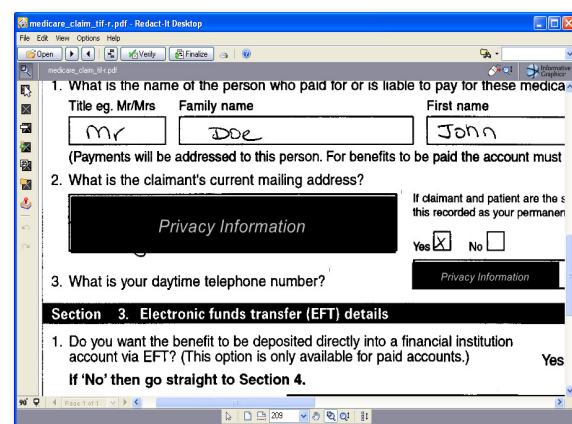 medicare_claim_tif-r.pdf - Redact-It Desktop
File Edit View Options Help
Open Verify Finalize
medicare_claim_tif-r.pdf
Informative Graphics
1. What is the name of the person who paid for or is liable to pay for these medica
Title eg. Mr/Mrs Family name First name
Mr Doe John
(Payments will be addressed to this person. For benefits to be paid the account must
2. What is the claimant's current mailing address?
If claimant and patient are the s
this recorded as your permanen
Privacy Information
Yes X No
3. What is your daytime telephone number?
Privacy Information
Section 3. Electronic funds transfer (EFT) details
1. Do you want the benefit to be deposited directly into a financial institution
account via EFT? (This option is only available for paid accounts.) Yes
If 'No' then go straight to Section 4.
90° Page 1 of 1
209